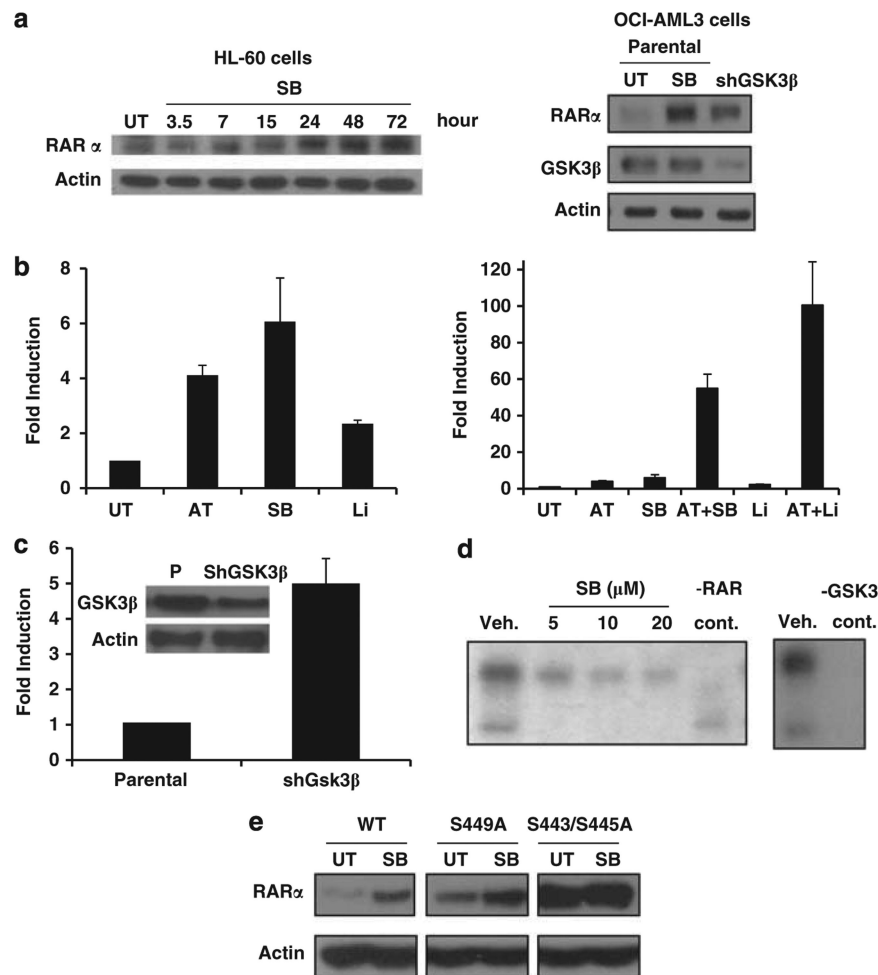 a
HL-60 cells
SB
UT 3.5 7 15 24 48 72 hour
RAR α
Actin
OCI-AML3 cells
Parental
UT SB shGSK3β
RARα
GSK3β
Actin
b
Fold Induction
8
6
4
2
0
UT AT SB Li
Fold Induction
120
100
80
60
40
20
0
UT AT SB AT+SB Li AT+Li
c
Fold Induction
6
5
4
3
2
1
0
P ShGSK3β
GSK3β
Actin
Parental shGsk3β
d
SB (μM) -RAR
Veh. 5 10 20 cont.
-GSK3
Veh. cont.
e
WT S449A S443/S445A
UT SB UT SB UT SB
RARα
Actin